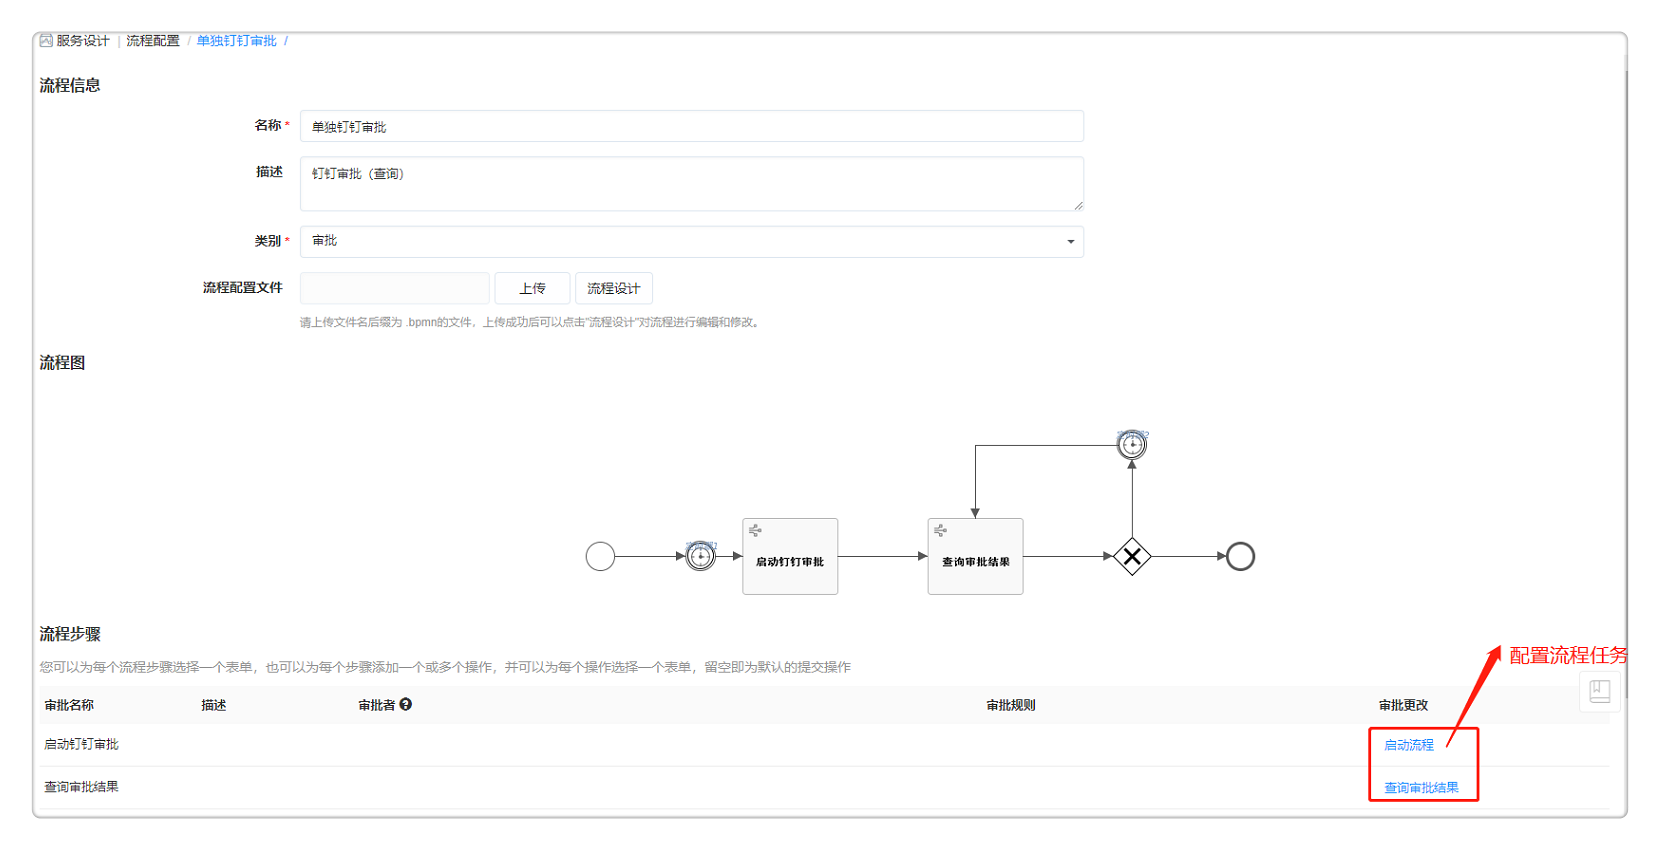 服务设计 | 流程配置 / 单独钉钉审批 /
流程信息
名称 *
单独钉钉审批
描述
钉钉审批（查询）
类别 *
审批
流程配置文件
上传
流程设计
请上传文件名后缀为 .bpmn的文件，上传成功后可以点击"流程设计"对流程进行编辑和修改。
流程图
启动钉钉审批
查询审批结果
流程步骤
您可以为每个流程步骤选择一个表单，也可以为每个步骤添加一个或多个操作，并可以为每个操作选择一个表单，留空即为默认的提交操作
配置流程任务
审批名称 描述 审批者 审批规则 审批更改
启动钉钉审批 启动流程
查询审批结果 查询审批结果